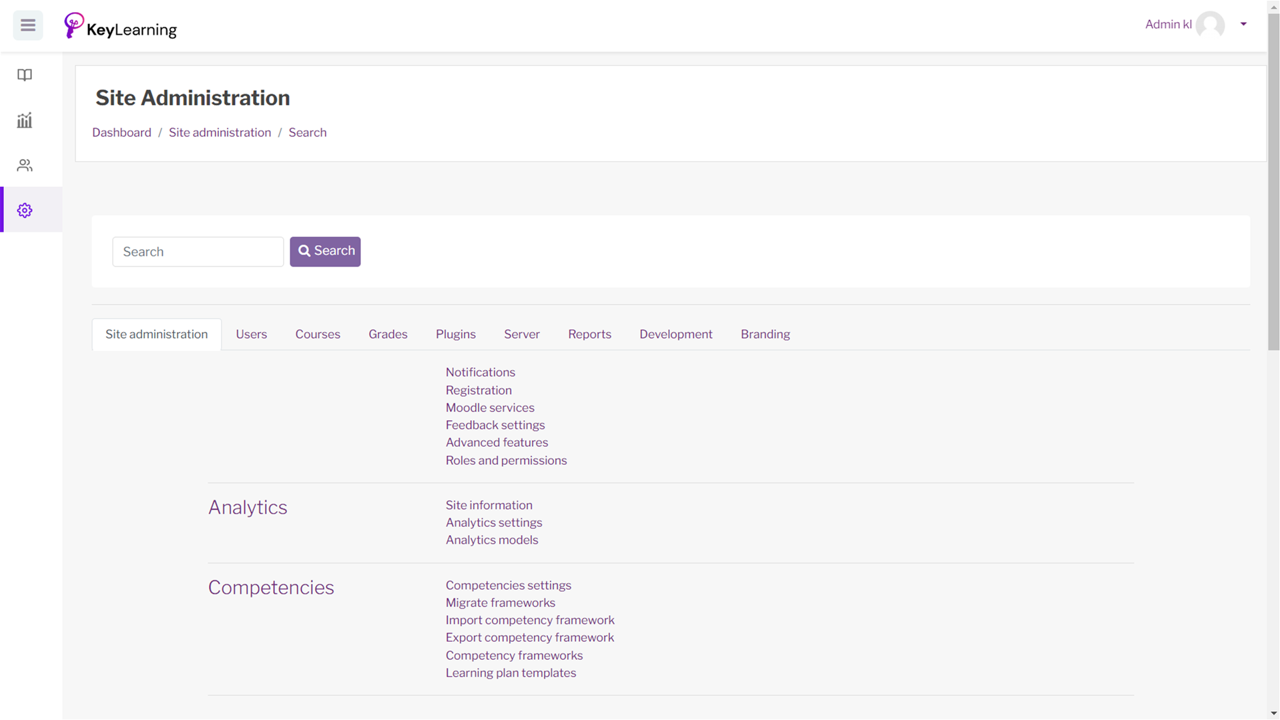 KeyLearning
Admin kl
Site Administration
Dashboard / Site administration / Search
Search
Search
Site administration Users Courses Grades Plugins Server Reports Development Branding
Notifications
Registration
Moodle services
Feedback settings
Advanced features
Roles and permissions
Analytics
Site information
Analytics settings
Analytics models
Competencies
Competencies settings
Migrate frameworks
Import competency framework
Export competency framework
Competency frameworks
Learning plan templates